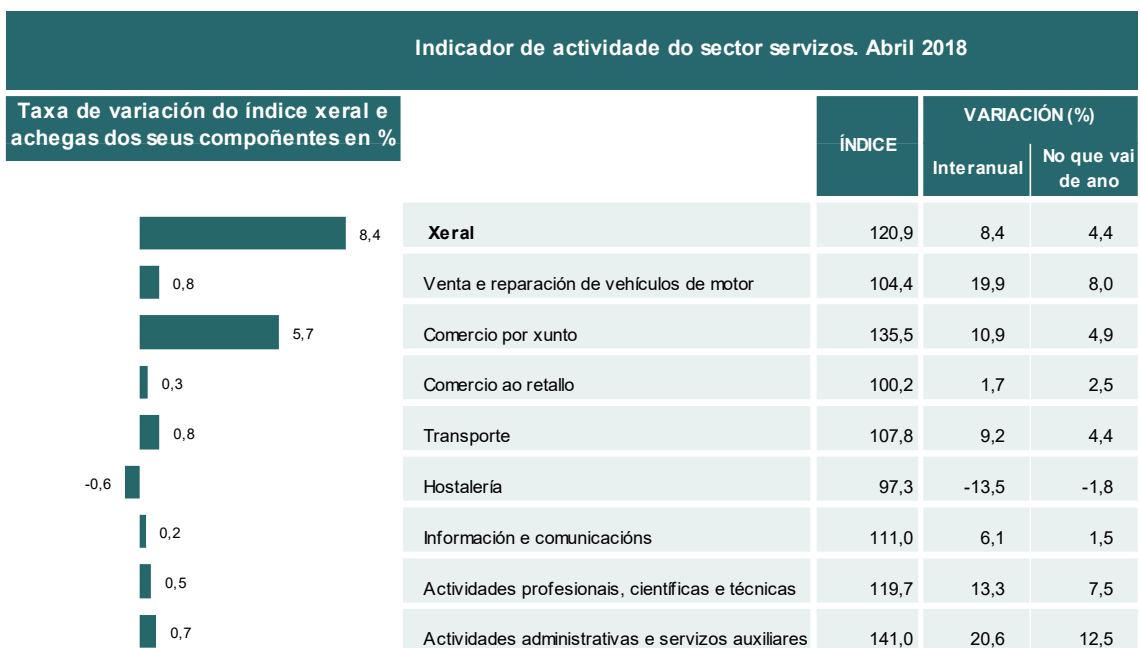 Indicador de actividade do sector servizos. Abril 2018
Taxa de variación do índice xeral e
achegas dos seus compoñentes en %
ÍNDICE
VARIACIÓN (%)
Interanual
No que vai
de ano
8,4 Xeral 120,9 8,4 4,4
0,8 Venta e reparación de vehículos de motor 104,4 19,9 8,0
5,7 Comercio por xunto 135,5 10,9 4,9
0,3 Comercio ao retallo 100,2 1,7 2,5
0,8 Transporte 107,8 9,2 4,4
-0,6 Hostalería 97,3 -13,5 -1,8
0,2 Información e comunicacións 111,0 6,1 1,5
0,5 Actividades profesionais, científicas e técnicas 119,7 13,3 7,5
0,7 Actividades administrativas e servizos auxiliares 141,0 20,6 12,5